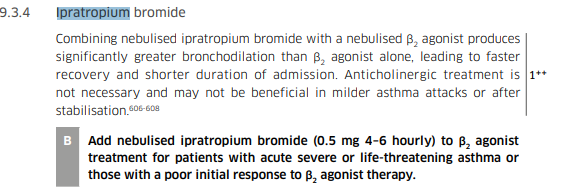 9.3.4 Ipratropium bromide
Combining nebulised ipratropium bromide with a nebulised β₂ agonist produces
significantly greater bronchodilation than β₂ agonist alone, leading to faster
recovery and shorter duration of admission. Anticholinergic treatment is 1⁺⁺
not necessary and may not be beneficial in milder asthma attacks or after
stabilisation.⁶⁰⁶⁻⁶⁰⁸
B Add nebulised ipratropium bromide (0.5 mg 4–6 hourly) to β₂ agonist
treatment for patients with acute severe or life-threatening asthma or
those with a poor initial response to β₂ agonist therapy.